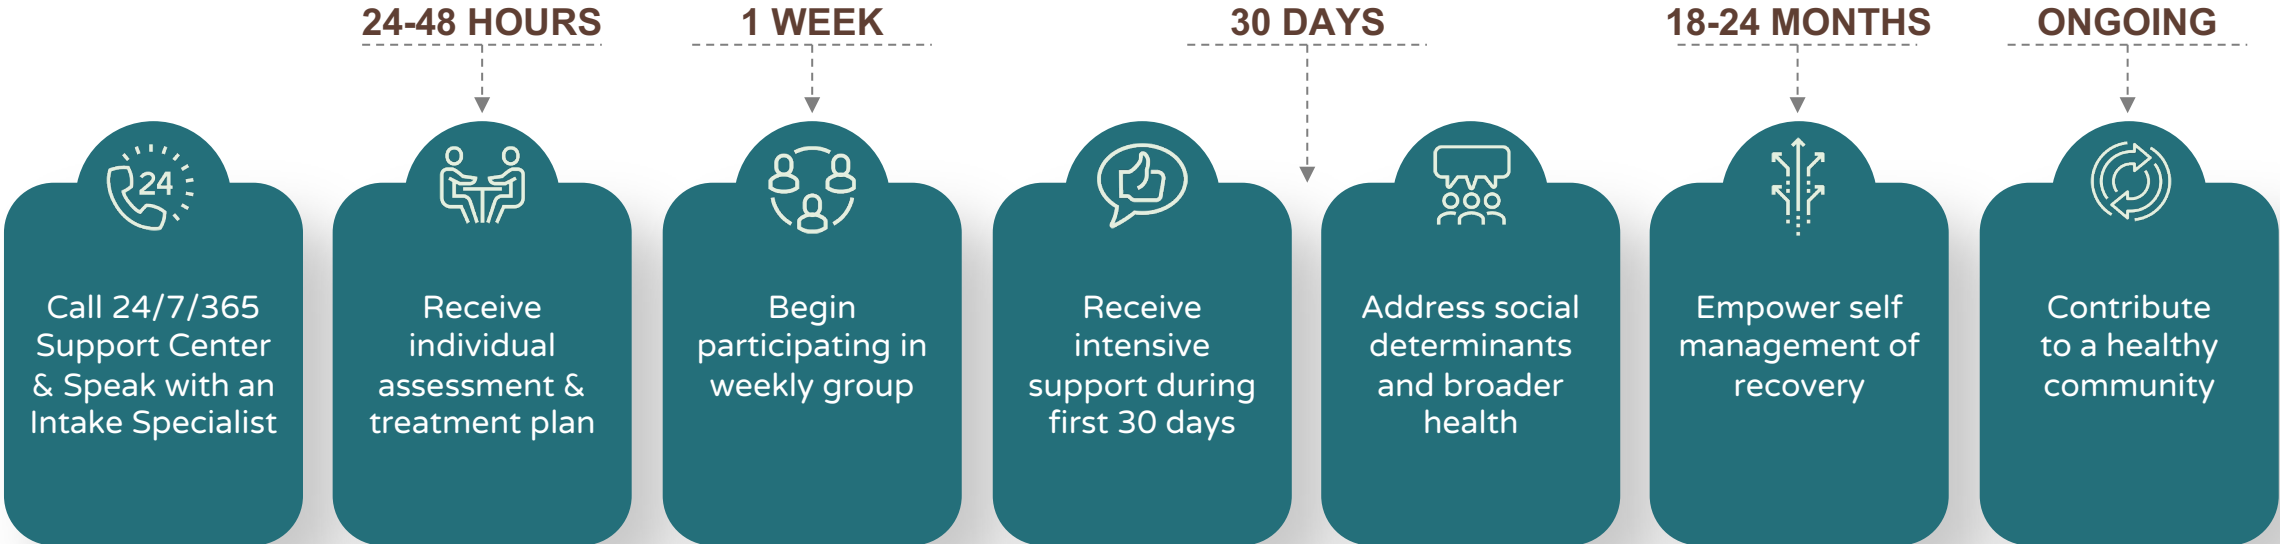 24-48 HOURS
1 WEEK
30 DAYS
18-24 MONTHS
ONGOING
24
Call 24/7/365
Support Center
& Speak with an
Intake Specialist
Receive
individual
assessment &
treatment plan
Begin
participating in
weekly group
Receive
intensive
support during
first 30 days
Address social
determinants
and broader
health
Empower self
management of
recovery
Contribute
to a healthy
community